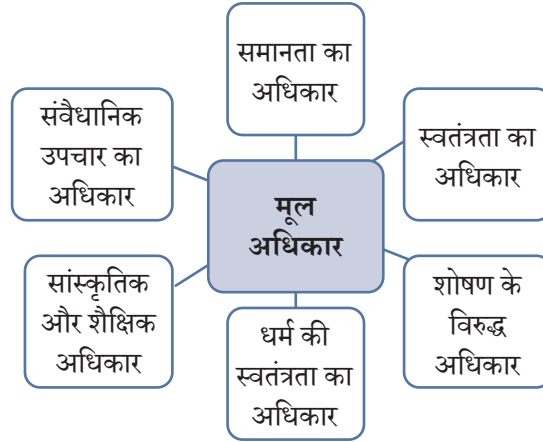 समानता का
अधिकार
स्वतंत्रता का
अधिकार
शोषण के
विरुद्ध
अधिकार
धर्म की
स्वतंत्रता का
अधिकार
सांस्कृतिक
और शैक्षिक
अधिकार
संवैधानिक
उपचार का
अधिकार
मूल
अधिकार